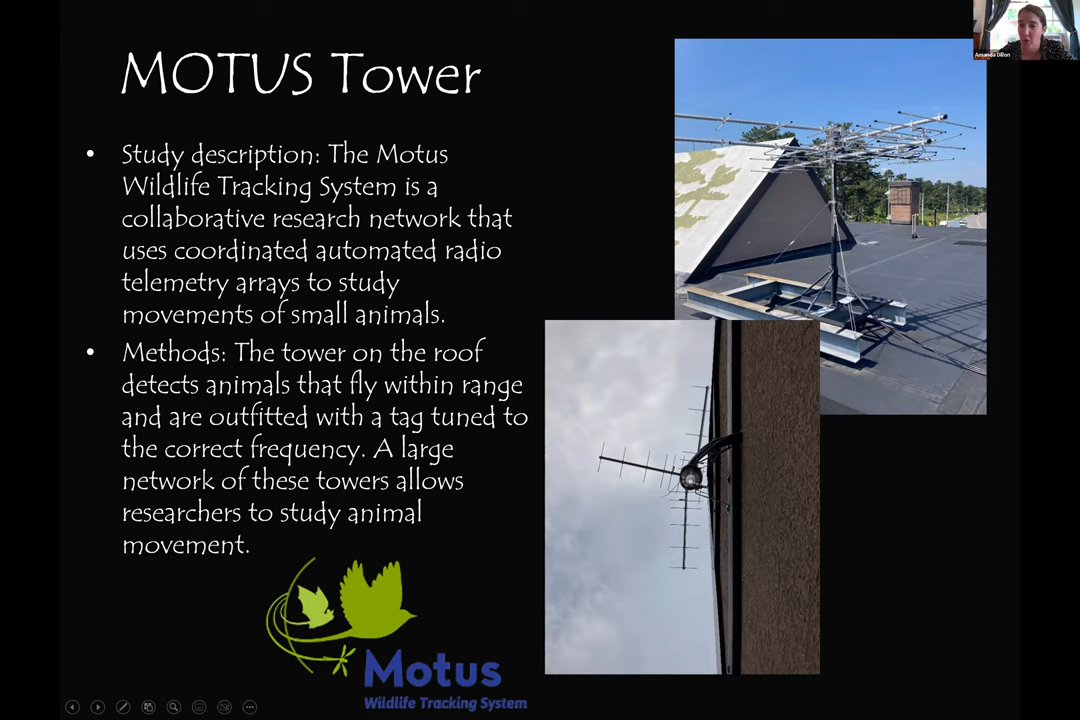 Amanda Dillon
MOTUS Tower
• Study description: The Motus
Wildlife Tracking System is a
collaborative research network that
uses coordinated automated radio
telemetry arrays to study
movements of small animals.
• Methods: The tower on the roof
detects animals that fly within range
and are outfitted with a tag tuned to
the correct frequency. A large
network of these towers allows
researchers to study animal
movement.
Motus
Wildlife Tracking System